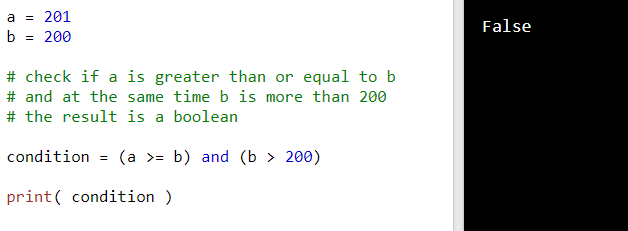 a = 201
b = 200
# check if a is greater than or equal to b
# and at the same time b is more than 200
# the result is a boolean
condition = (a >= b) and (b > 200)
print( condition )
False